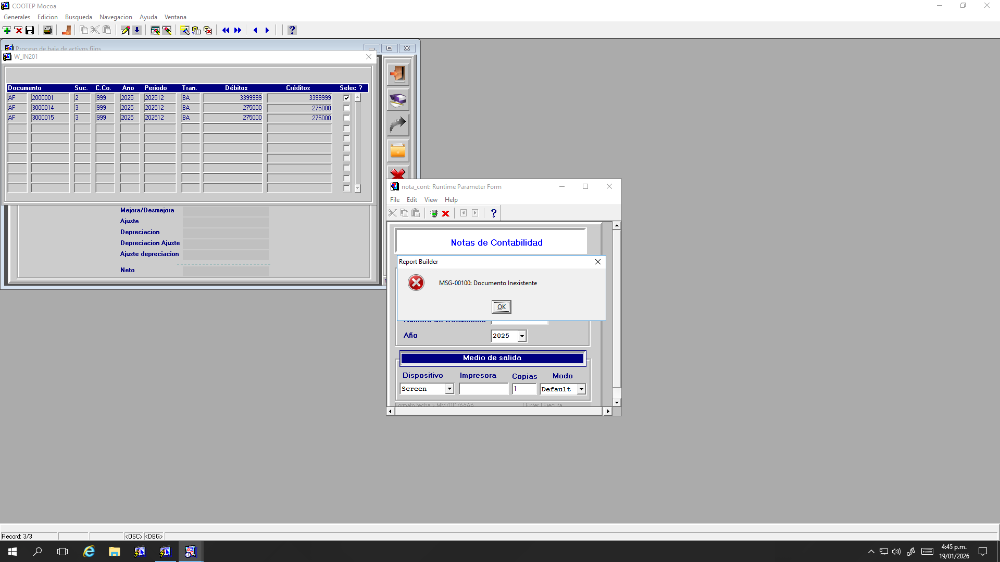 COOTEP Mocoa
Generales Edicion Busqueda Navegacion Ayuda Ventana
Proceso de baja de activos fijos
W_IN201
Documento Suc. C.Co. Ano Periodo Tran. Débitos Créditos Selec ?
AF 2000001 2 999 2025 202512 BA 3399999 3399999
AF 3000014 3 999 2025 202512 BA 275000 275000
AF 3000015 3 999 2025 202512 BA 275000 275000
Mejora/Desmejora
Ajuste
Depreciacion
Depreciacion Ajuste
Ajuste depreciacion
Neto
nota_cont: Runtime Parameter Form
File Edit View Help
Notas de Contabilidad
Report Builder
MSG-00100: Documento Inexistente
OK
Numero de Documento
Año 2025
Medio de salida
Dispositivo Impresora Copias Modo
Screen 1 Default
Formato fecha > MM/DD/AAAA [ Enter ] Ejecuta
Record: 3/3 <OSC> <DBG>
4:45 p.m.
19/01/2026